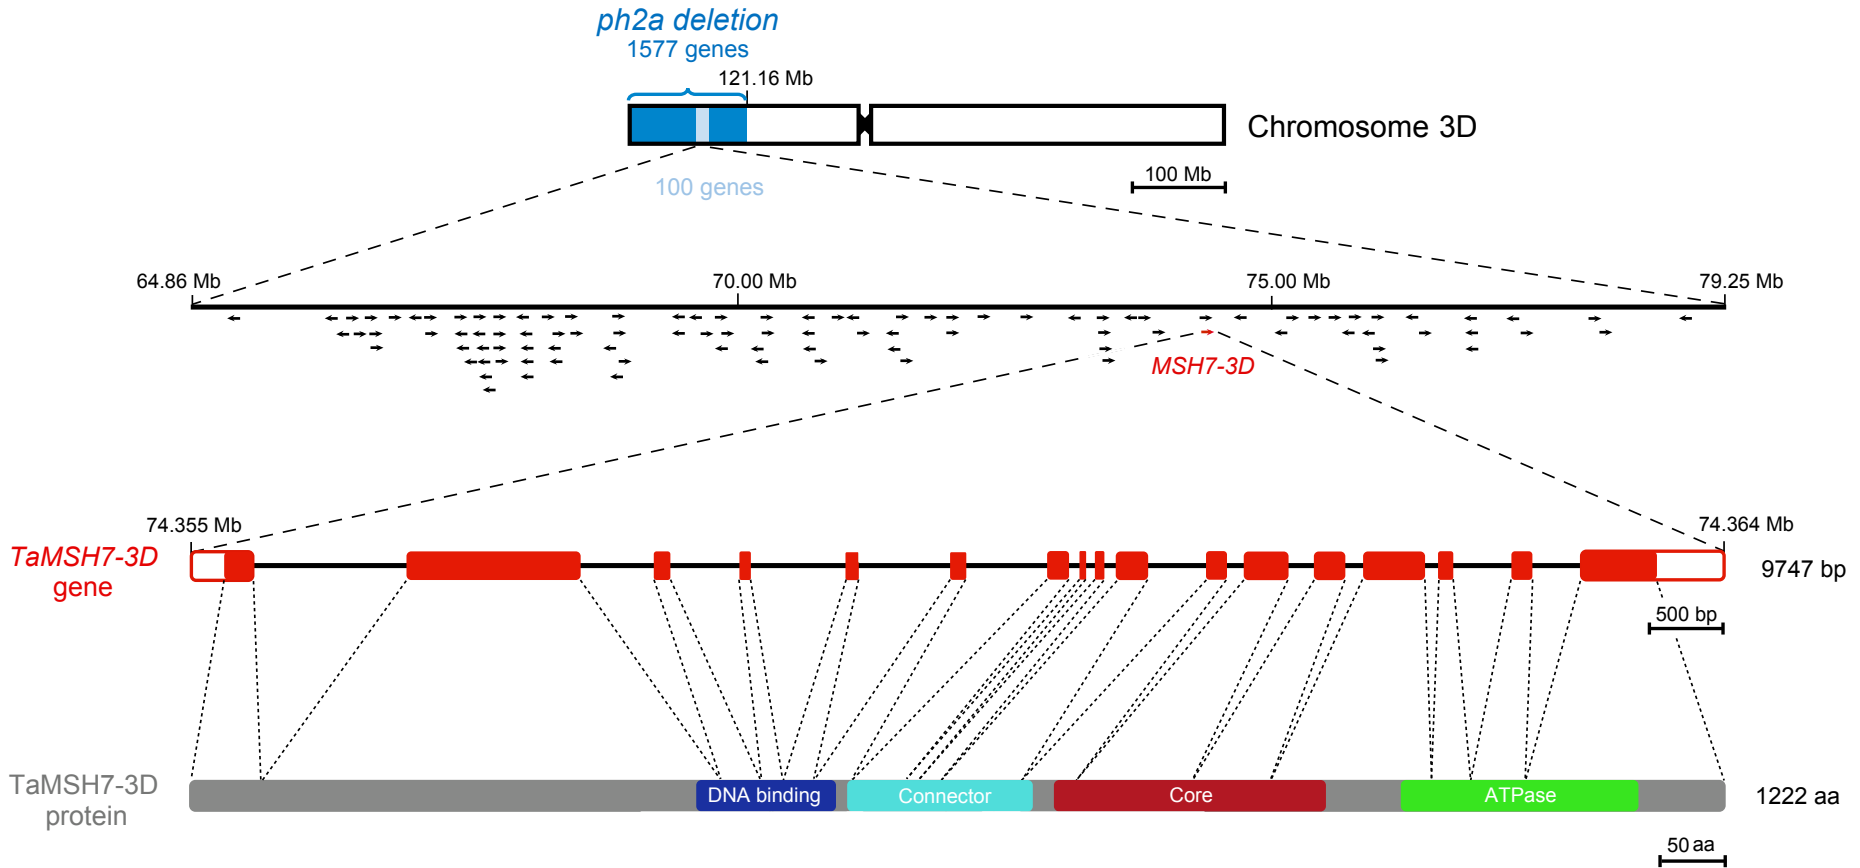 ph2a deletion
1577 genes
121.16 Mb
Chromosome 3D
100 Mb
100 genes
64.86 Mb
70.00 Mb
75.00 Mb
79.25 Mb
MSH7-3D
74.355 Mb
74.364 Mb
TaMSH7-3D
gene
9747 bp
500 bp
TaMSH7-3D
protein
DNA binding
Connector
Core
ATPase
1222 aa
50 aa